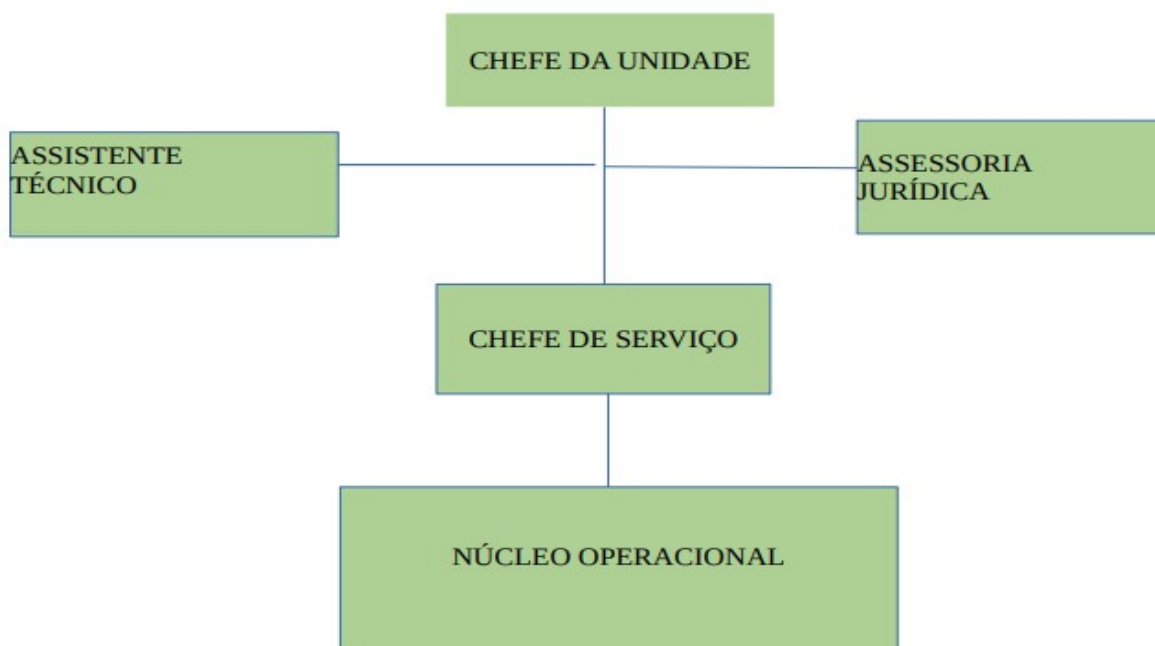 CHEFE DA UNIDADE
ASSISTENTE
TÉCNICO
ASSESSORIA
JURÍDICA
CHEFE DE SERVIÇO
NÚCLEO OPERACIONAL